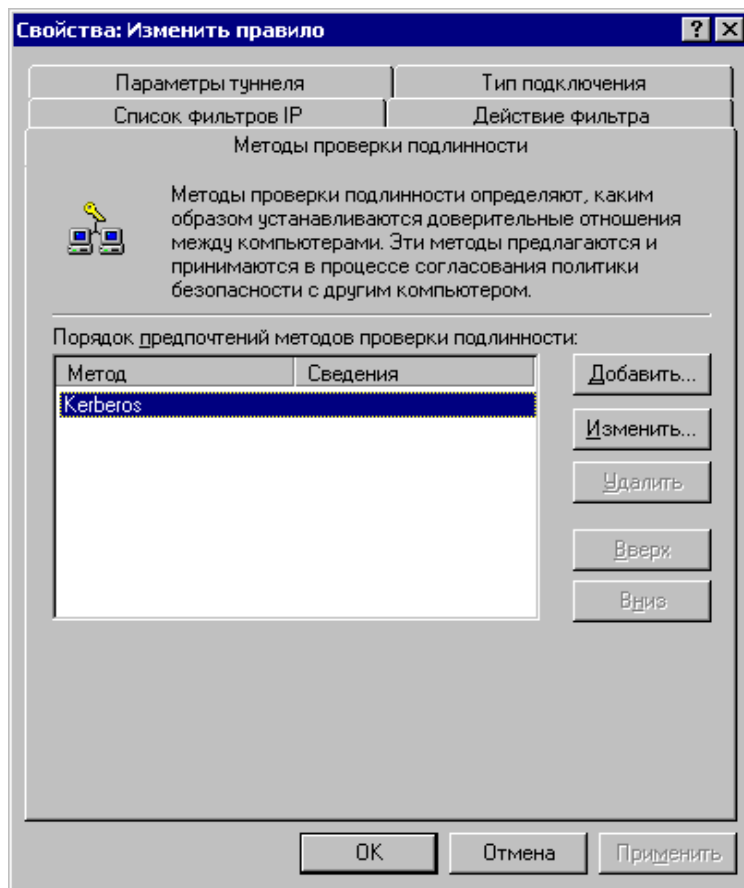 Свойства: Изменить правило
Параметры туннеля
Тип подключения
Список фильтров IP
Действие фильтра
Методы проверки подлинности
Методы проверки подлинности определяют, каким
образом устанавливаются доверительные отношения
между компьютерами. Эти методы предлагаются и
принимаются в процессе согласования политики
безопасности с другим компьютером.
Порядок предпочтений методов проверки подлинности:
Метод
Сведения
Kerberos
Добавить...
Изменить...
Удалить
Вверх
Вниз
OK
Отмена
Применить